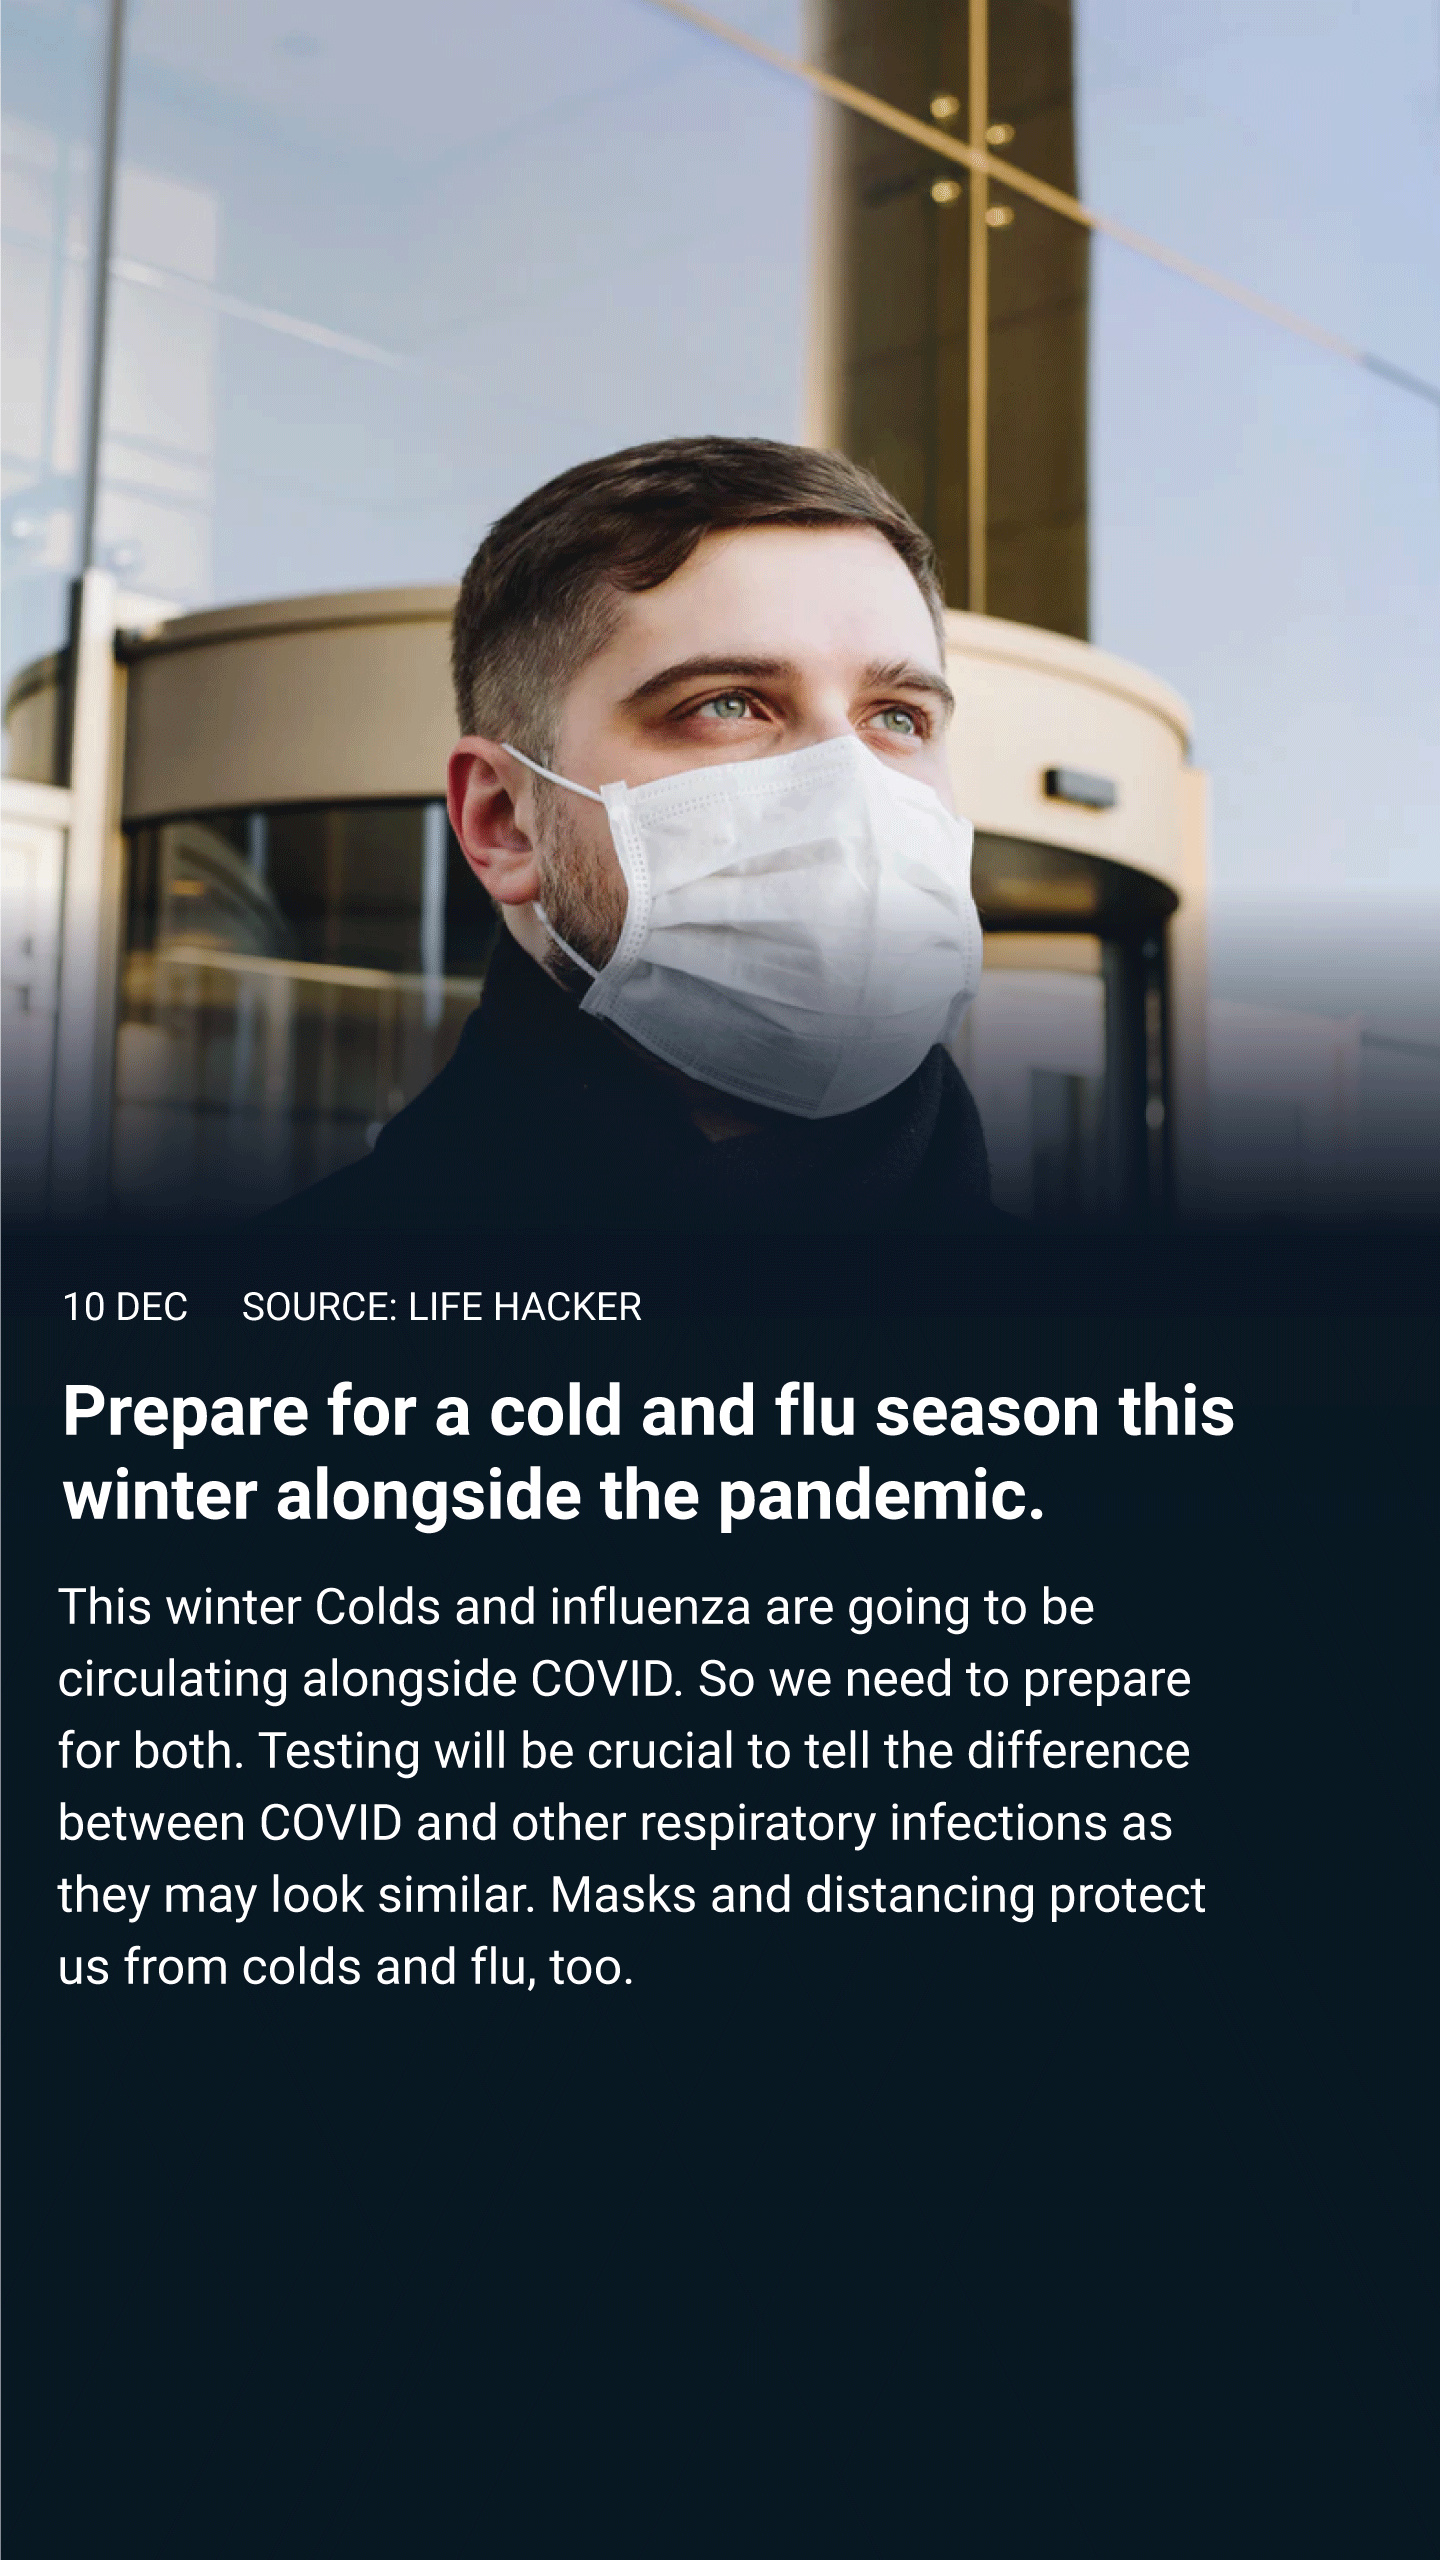 10 DEC SOURCE: LIFE HACKER
Prepare for a cold and flu season this
winter alongside the pandemic.
This winter Colds and influenza are going to be
circulating alongside COVID. So we need to prepare
for both. Testing will be crucial to tell the difference
between COVID and other respiratory infections as
they may look similar. Masks and distancing protect
us from colds and flu, too.